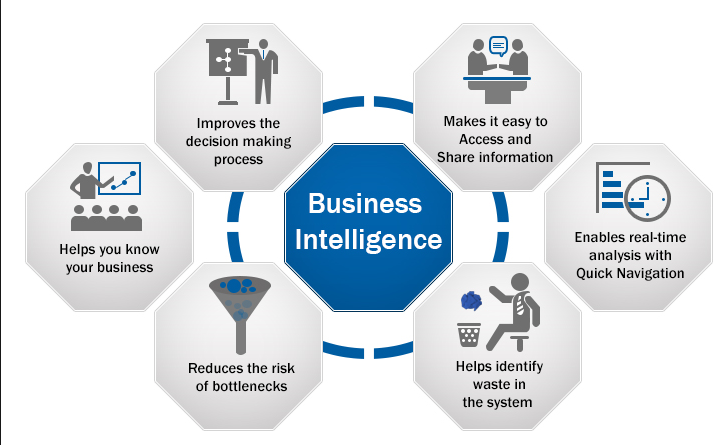 Improves the
decision making
process
Makes it easy to
Access and
Share information
Helps you know
your business
Business
Intelligence
Enables real-time
analysis with
Quick Navigation
Reduces the risk
of bottlenecks
Helps identify
waste in
the system